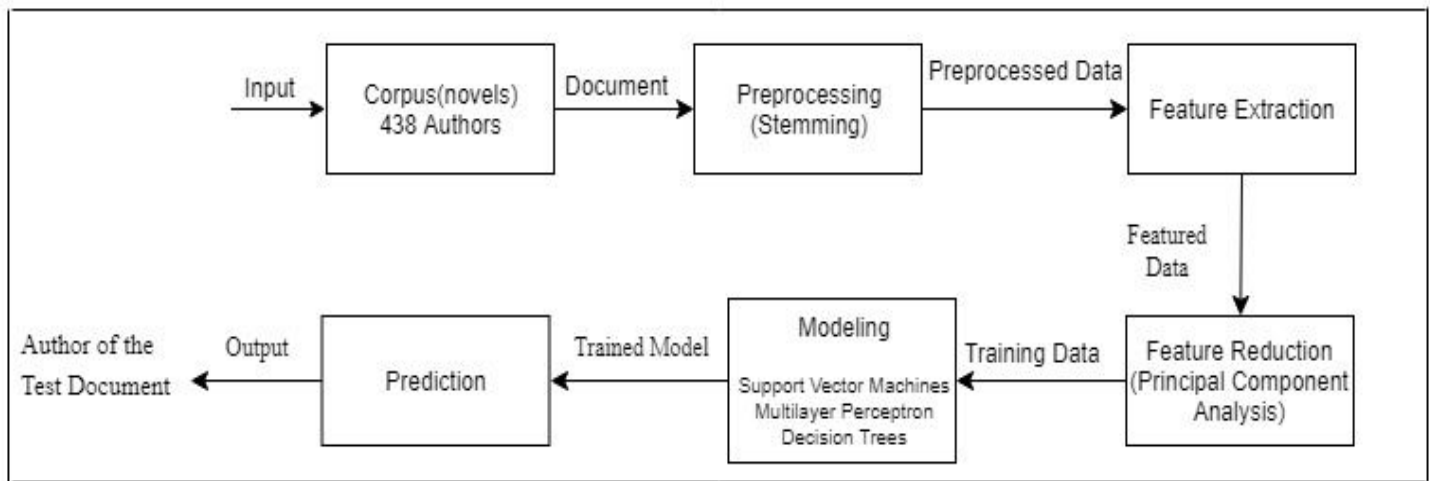 Input
Corpus(novels)
438 Authors
Document
Preprocessing
(Stemming)
Preprocessed Data
Feature Extraction
Featured
Data
Feature Reduction
(Principal Component
Analysis)
Training Data
Modeling
Support Vector Machines
Multilayer Perceptron
Decision Trees
Trained Model
Prediction
Output
Author of the
Test Document